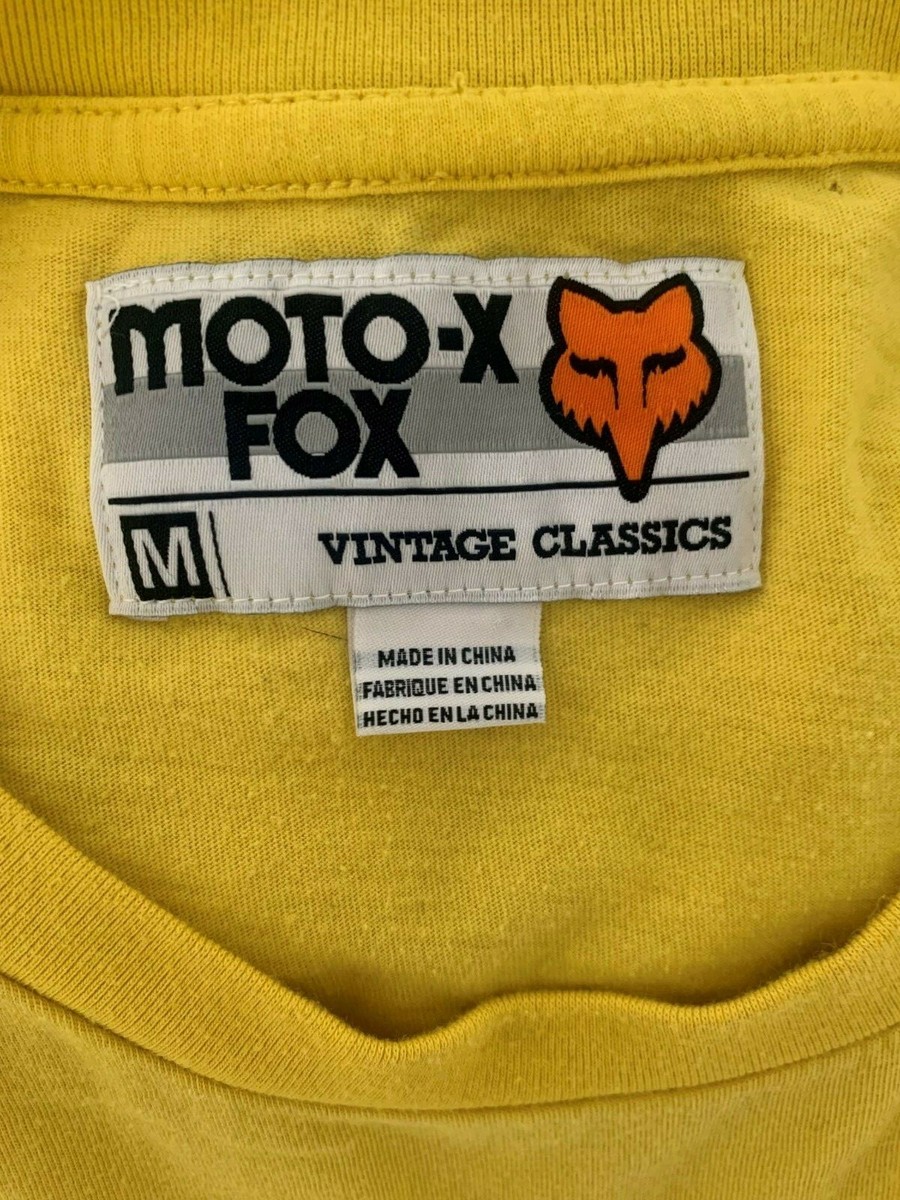 MOTO-X
FOX
M
VINTAGE CLASSICS
MADE IN CHINA
FABRIQUE EN CHINA
HECHO EN LA CHINA